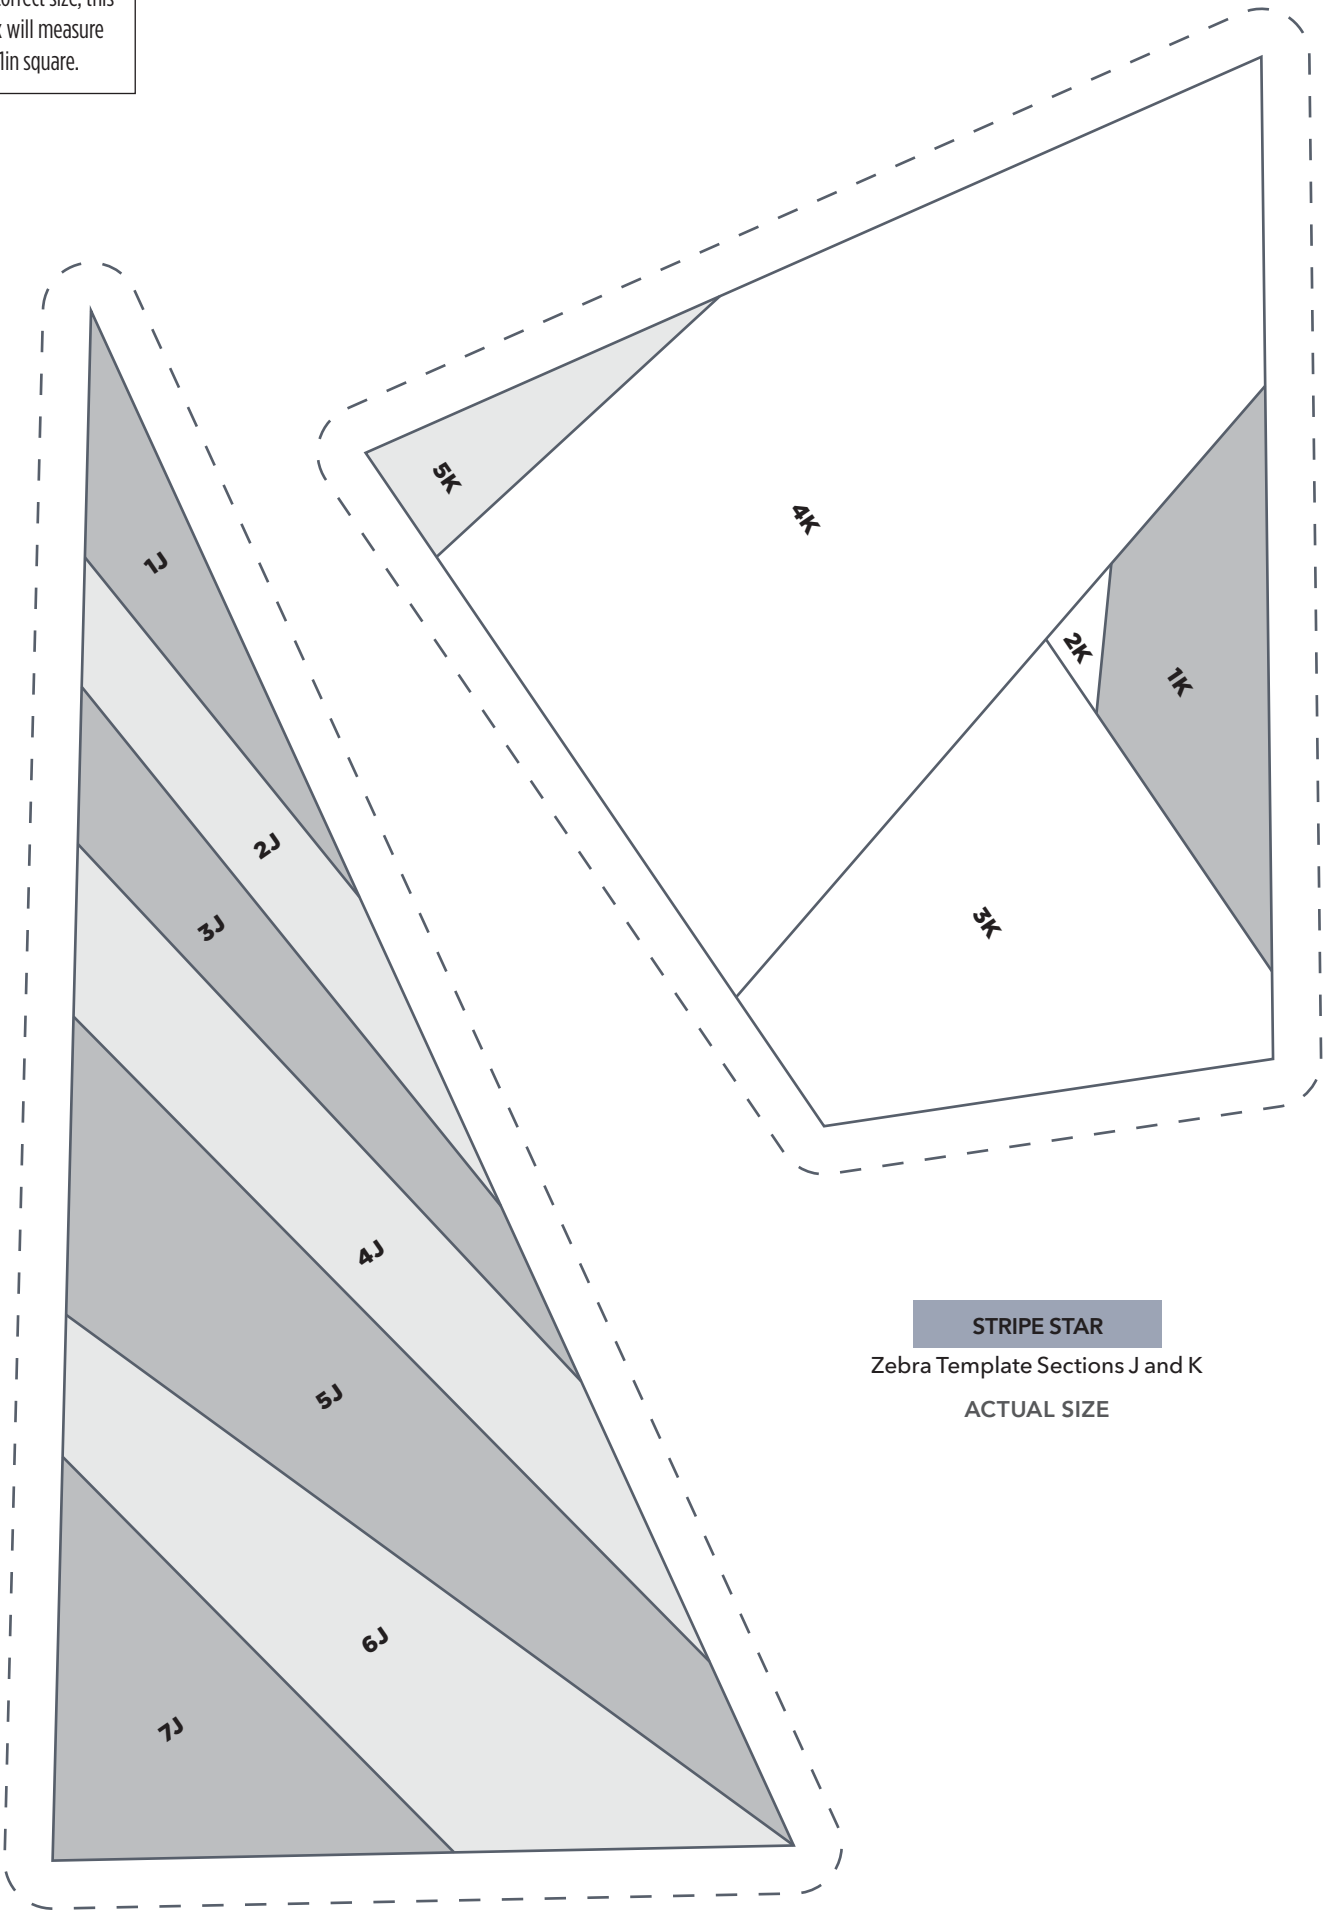 correct size, this
will measure
1in square.
5K
4K
2K
1K
3K
1J
2J
3J
4J
5J
6J
7J
STRIPE STAR
Zebra Template Sections J and K
ACTUAL SIZE